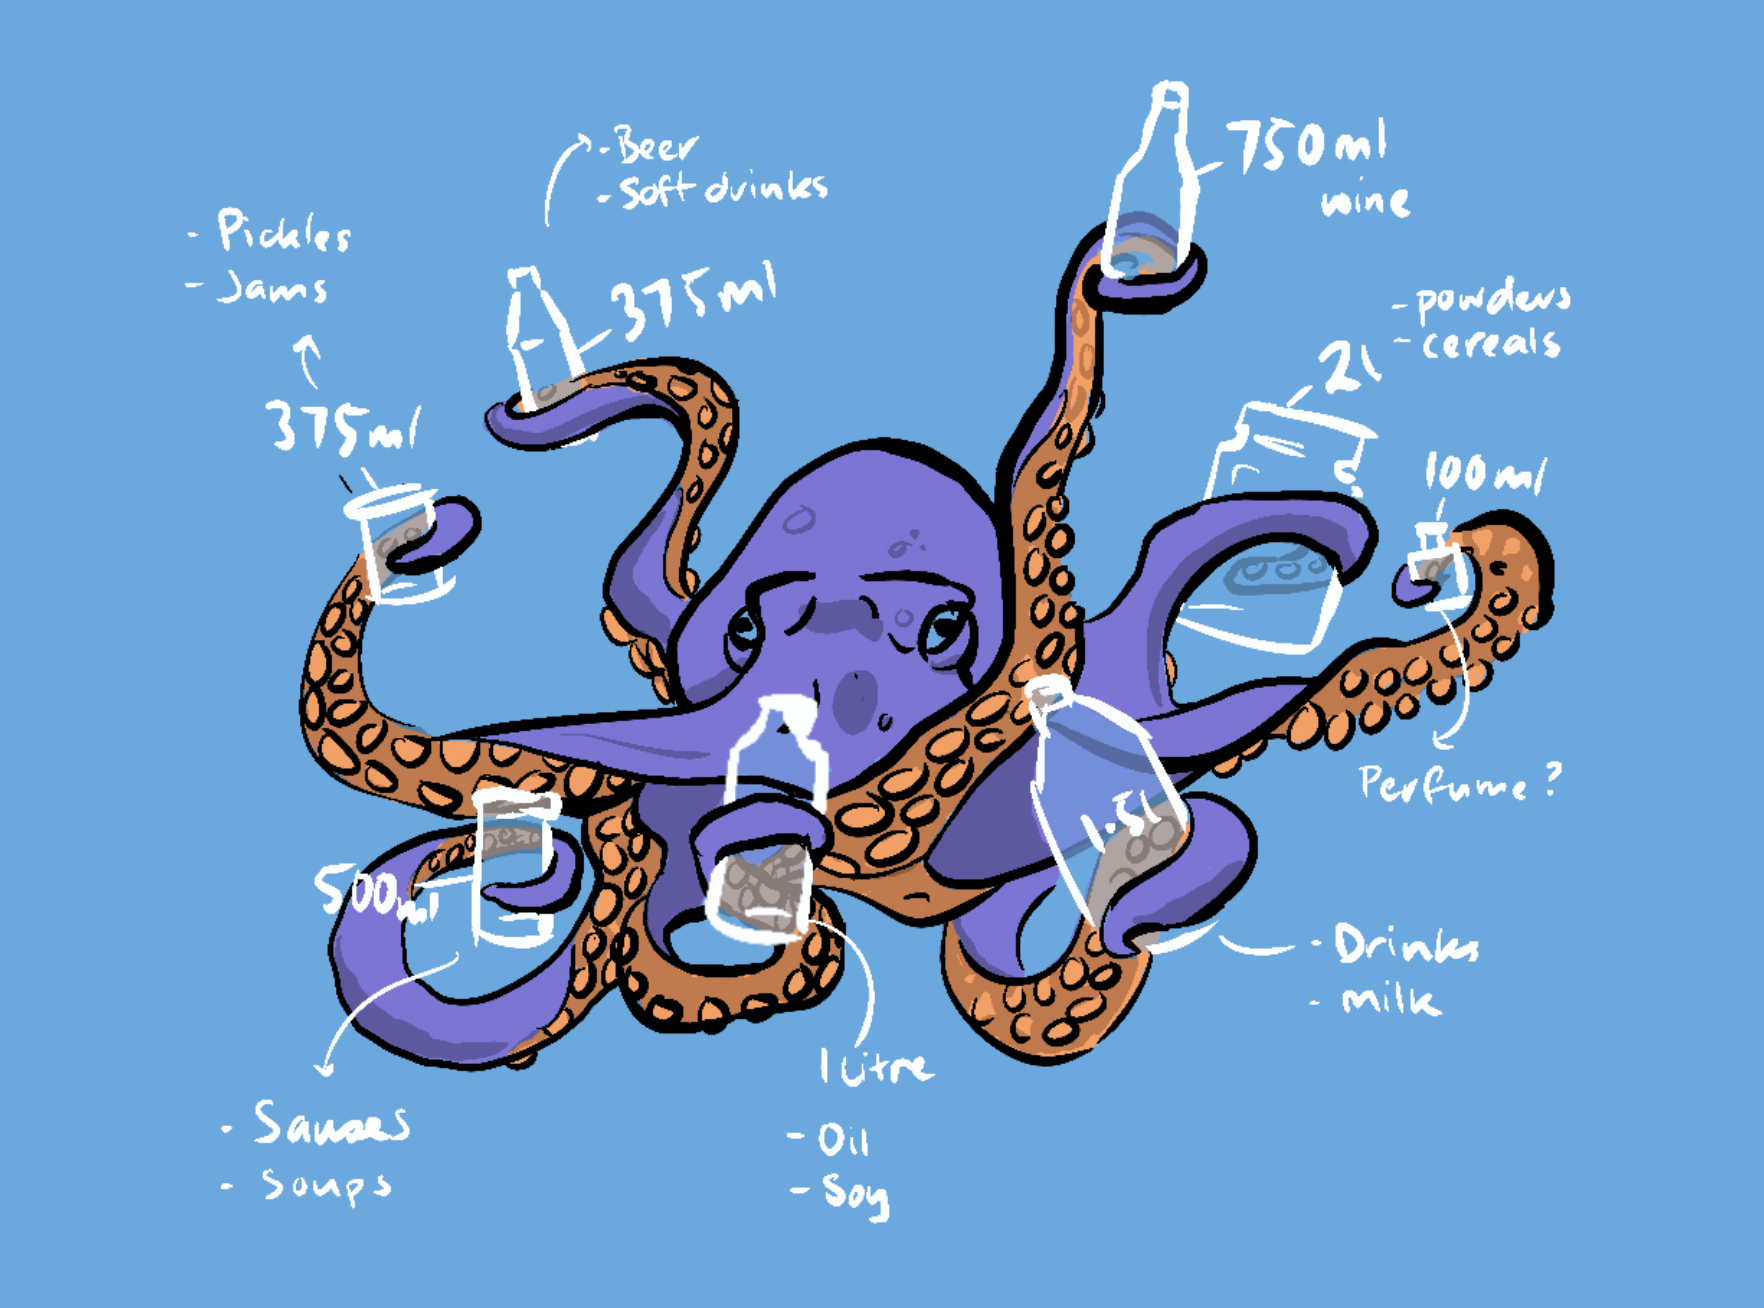 - Beer
- Soft drinks
750ml
wine
- Pickles
- Jams
375ml
- powders
- cereals
2l
375ml
100ml
Perfume?
1.5l
500ml
- Drinks
- milk
1 Litre
- Oil
- Soy
- Sauses
- Soups